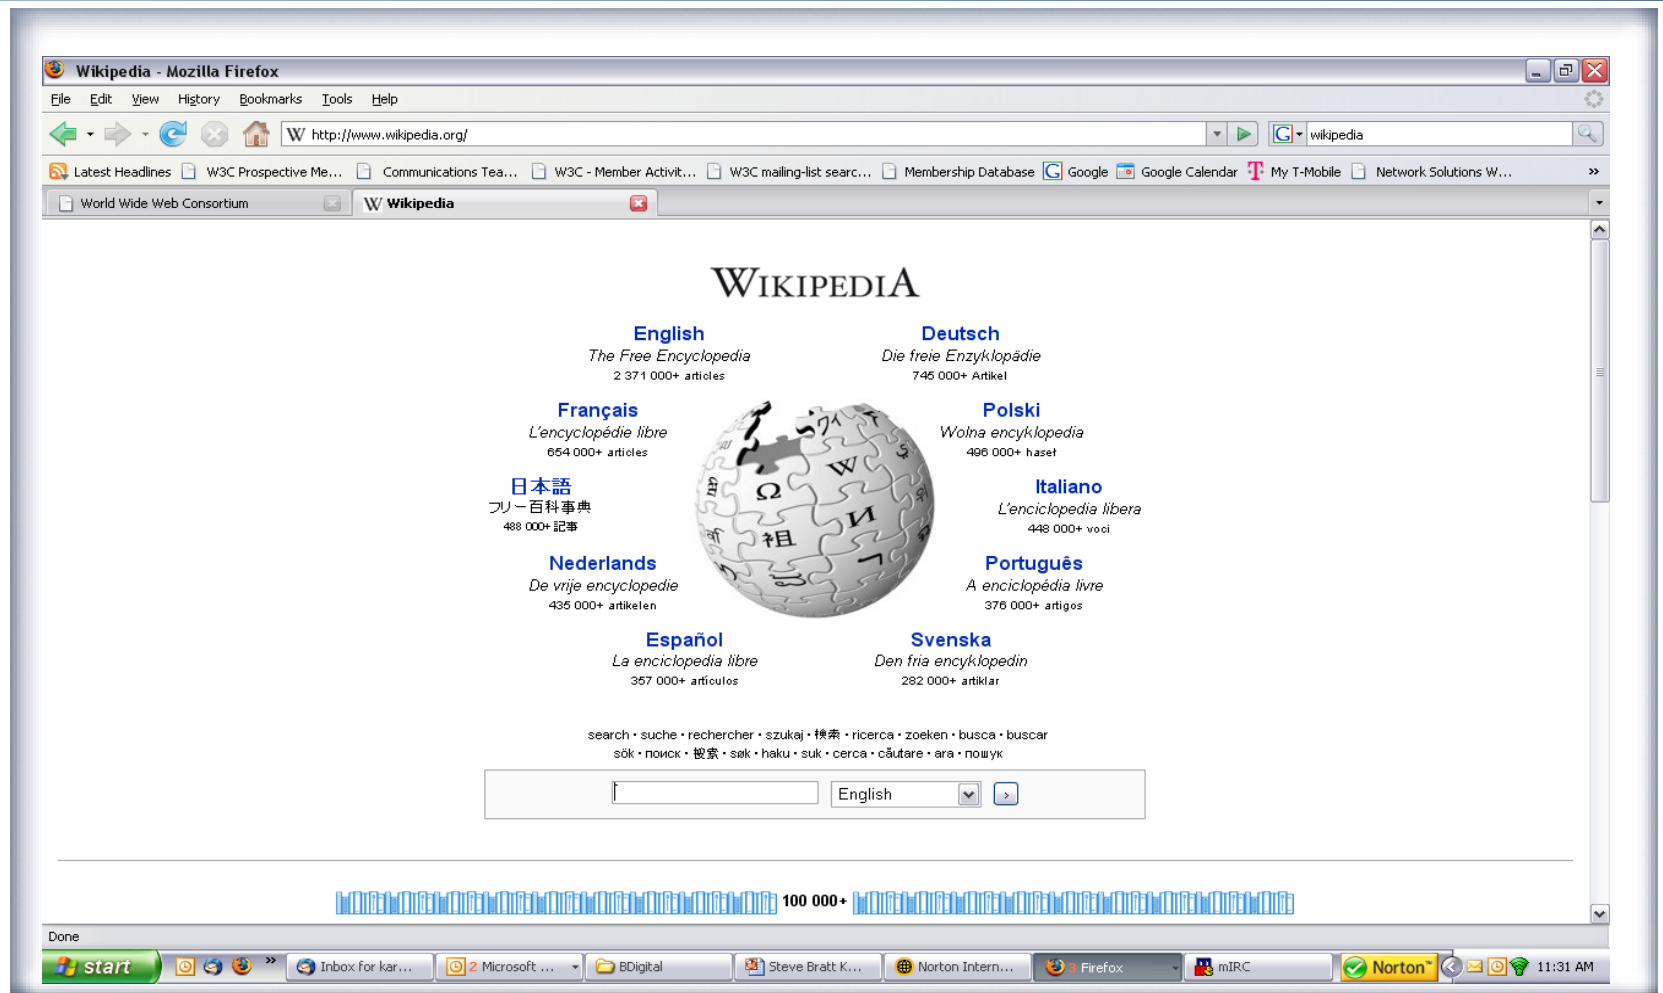 Wikipedia - Mozilla Firefox
File Edit View History Bookmarks Tools Help
W http://www.wikipedia.org/ G wikipedia
Latest Headlines W3C Prospective Me... Communications Tea... W3C - Member Activit... W3C mailing-list searc... Membership Database Google Google Calendar My T-Mobile Network Solutions W... »
World Wide Web Consortium W Wikipedia
WIKIPEDIA
English Deutsch
The Free Encyclopedia Die freie Enzyklopädie
2 371 000+ articles 745 000+ Artikel
Français Polski
L'encyclopédie libre Wolna encyklopedia
654 000+ articles 496 000+ haseł
日本語 Italiano
フリー百科事典 L'enciclopedia libera
488 000+ 記事 448 000+ voci
Nederlands Português
De vrije encyclopedie A enciclopédia livre
435 000+ artikelen 376 000+ artigos
Español Svenska
La enciclopedia libre Den fria encyklopedin
357 000+ artículos 282 000+ artiklar
Ω W И 祖
search · suche · rechercher · szukaj · 検索 · ricerca · zoeken · busca · buscar
sök · поиск · 搜索 · søk · haku · suk · cerca · căutare · ara · пошук
English
100 000+
Done
start » Inbox for kar... 2 Microsoft ... BDigital Steve Bratt K... Norton Intern... 3 Firefox mIRC Norton™ 11:31 AM